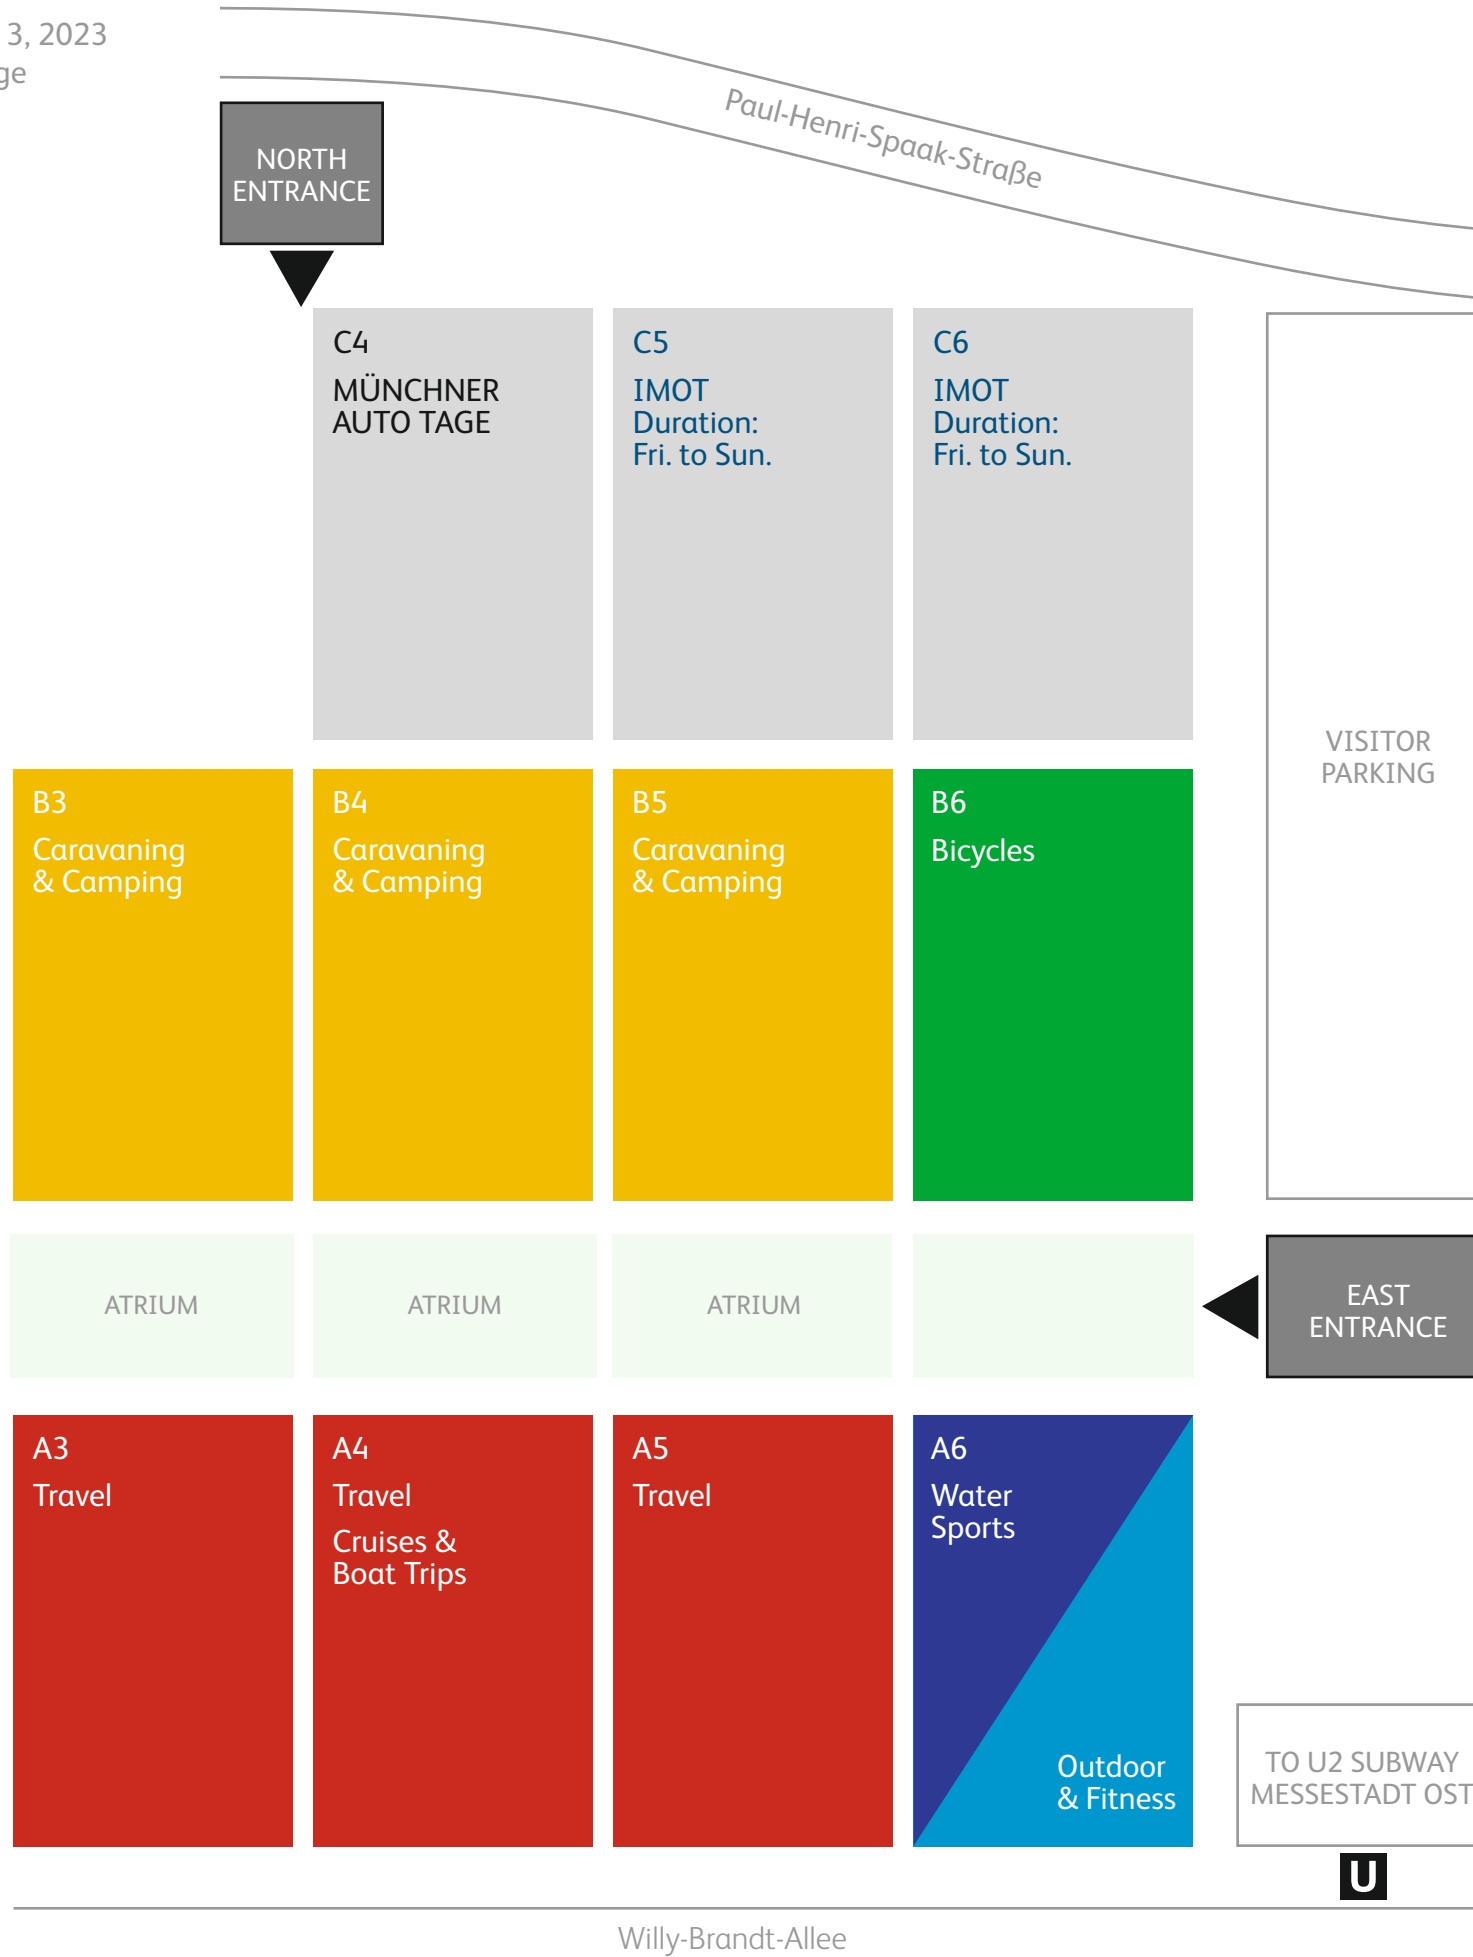 3, 2023
ge
Paul-Henri-Spaak-Straße
NORTH
ENTRANCE
C4
MÜNCHNER
AUTO TAGE
C5
IMOT
Duration:
Fri. to Sun.
C6
IMOT
Duration:
Fri. to Sun.
VISITOR
PARKING
B3
Caravaning
& Camping
B4
Caravaning
& Camping
B5
Caravaning
& Camping
B6
Bicycles
ATRIUM
ATRIUM
ATRIUM
EAST
ENTRANCE
A3
Travel
A4
Travel
Cruises &
Boat Trips
A5
Travel
A6
Water
Sports
Outdoor
& Fitness
TO U2 SUBWAY
MESSESTADT OST
U
Willy-Brandt-Allee